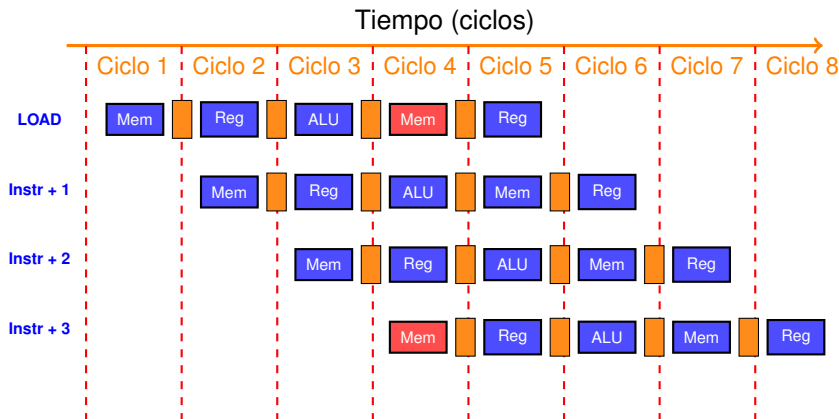 Tiempo (ciclos)
Ciclo 1 Ciclo 2 Ciclo 3 Ciclo 4 Ciclo 5 Ciclo 6 Ciclo 7 Ciclo 8
LOAD Mem Reg ALU Mem Reg
Instr + 1 Mem Reg ALU Mem Reg
Instr + 2 Mem Reg ALU Mem Reg
Instr + 3 Mem Reg ALU Mem Reg